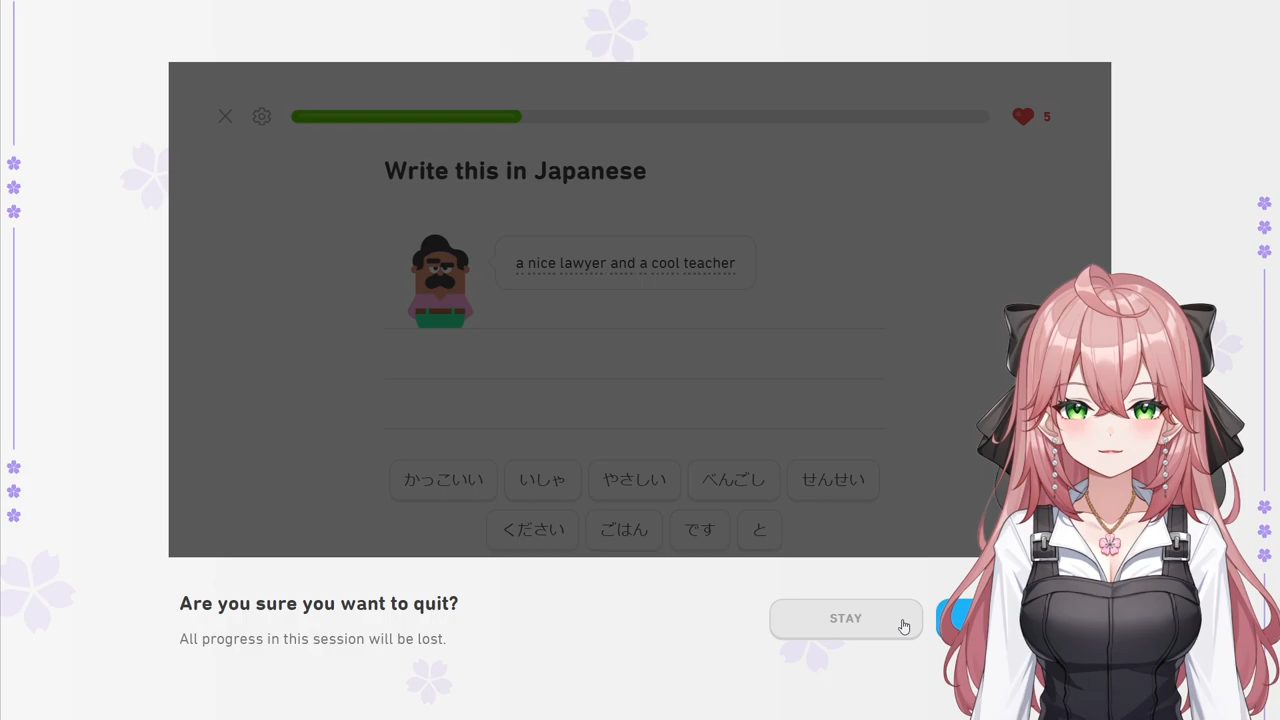 5
Write this in Japanese
a nice lawyer and a cool teacher
かっこいい いしゃ やさしい べんごし せんせい
ください ごはん です と
Are you sure you want to quit?
STAY
All progress in this session will be lost.